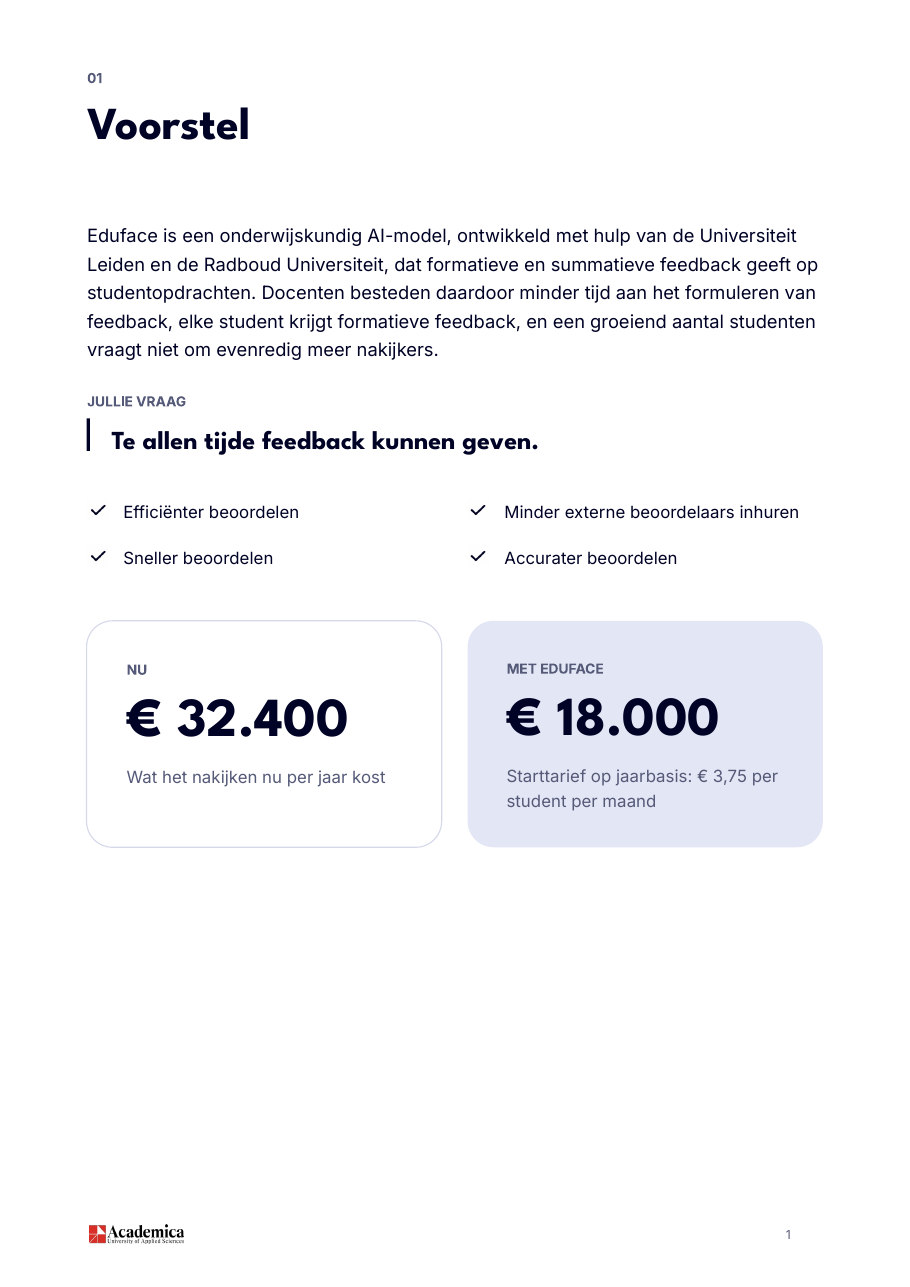 01
Voorstel
Eduface is een onderwijskundig AI-model, ontwikkeld met hulp van de Universiteit
Leiden en de Radboud Universiteit, dat formatieve en summatieve feedback geeft op
studentopdrachten. Docenten besteden daardoor minder tijd aan het formuleren van
feedback, elke student krijgt formatieve feedback, en een groeiend aantal studenten
vraagt niet om evenredig meer nakijkers.
JULLIE VRAAG
Te allen tijde feedback kunnen geven.
Efficiënter beoordelen
Minder externe beoordelaars inhuren
Sneller beoordelen
Accurater beoordelen
NU
€ 32.400
Wat het nakijken nu per jaar kost
MET EDUFACE
€ 18.000
Starttarief op jaarbasis: € 3,75 per
student per maand
Academica
University of Applied Sciences
1